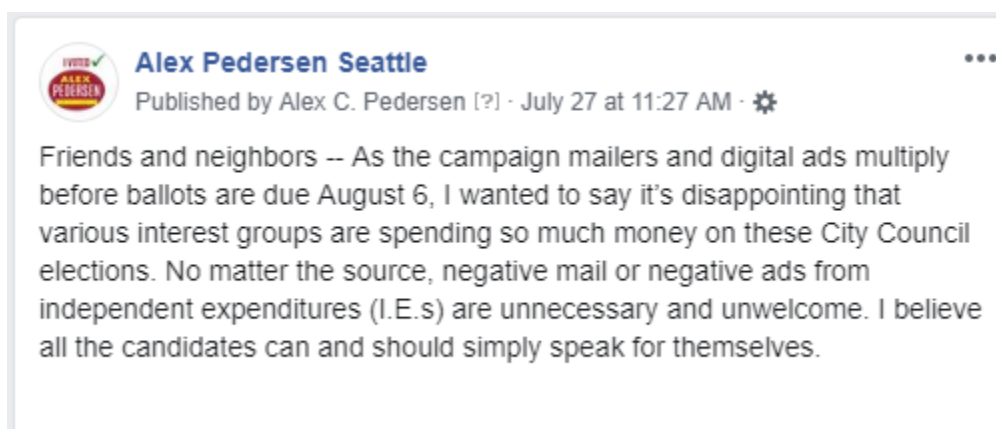 I VOTED
ALEX
PEDERSEN
Alex Pedersen Seattle
Published by Alex C. Pedersen [?] · July 27 at 11:27 AM ·
Friends and neighbors -- As the campaign mailers and digital ads multiply
before ballots are due August 6, I wanted to say it’s disappointing that
various interest groups are spending so much money on these City Council
elections. No matter the source, negative mail or negative ads from
independent expenditures (I.E.s) are unnecessary and unwelcome. I believe
all the candidates can and should simply speak for themselves.